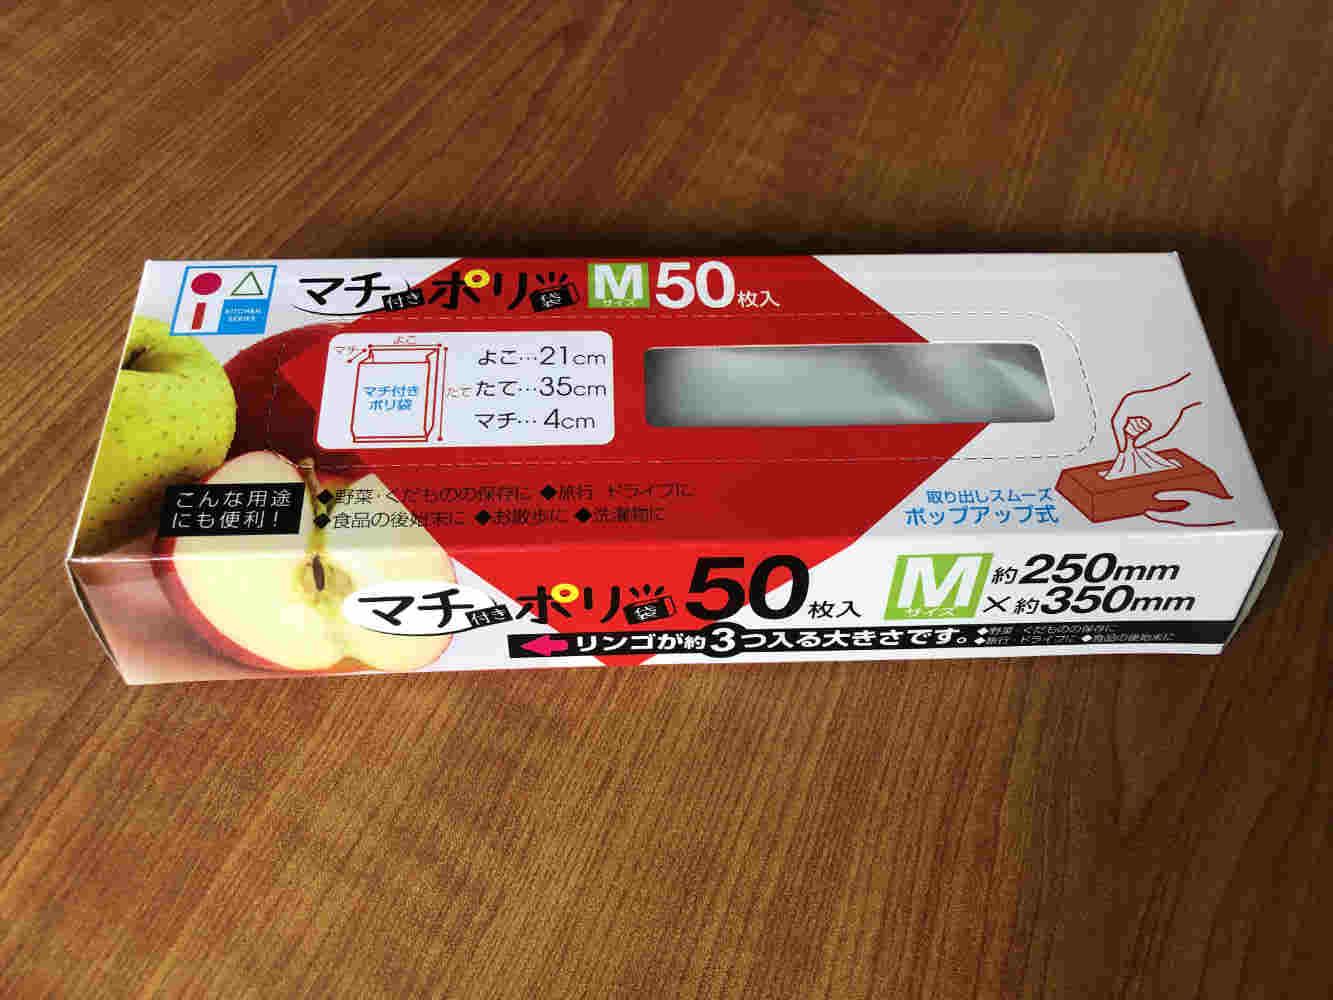 KITCHEN
SERIES
マチ付きポリ袋 Mサイズ 50枚入
よこ
マチ
たて
マチ付き
ポリ袋
よこ…21cm
たて…35cm
マチ…4cm
こんな用途
にも便利!
◆野菜・くだものの保存に ◆旅行・ドライブに
◆食品の後始末に ◆お散歩に ◆洗濯物に
取り出しスムーズ
ポップアップ式
マチ付きポリ袋 50枚入 Mサイズ 約250mm
×約350mm
リンゴが約3つ入る大きさです。
◆野菜・くだものの保存に
◆旅行・ドライブに ◆食品の後始末に